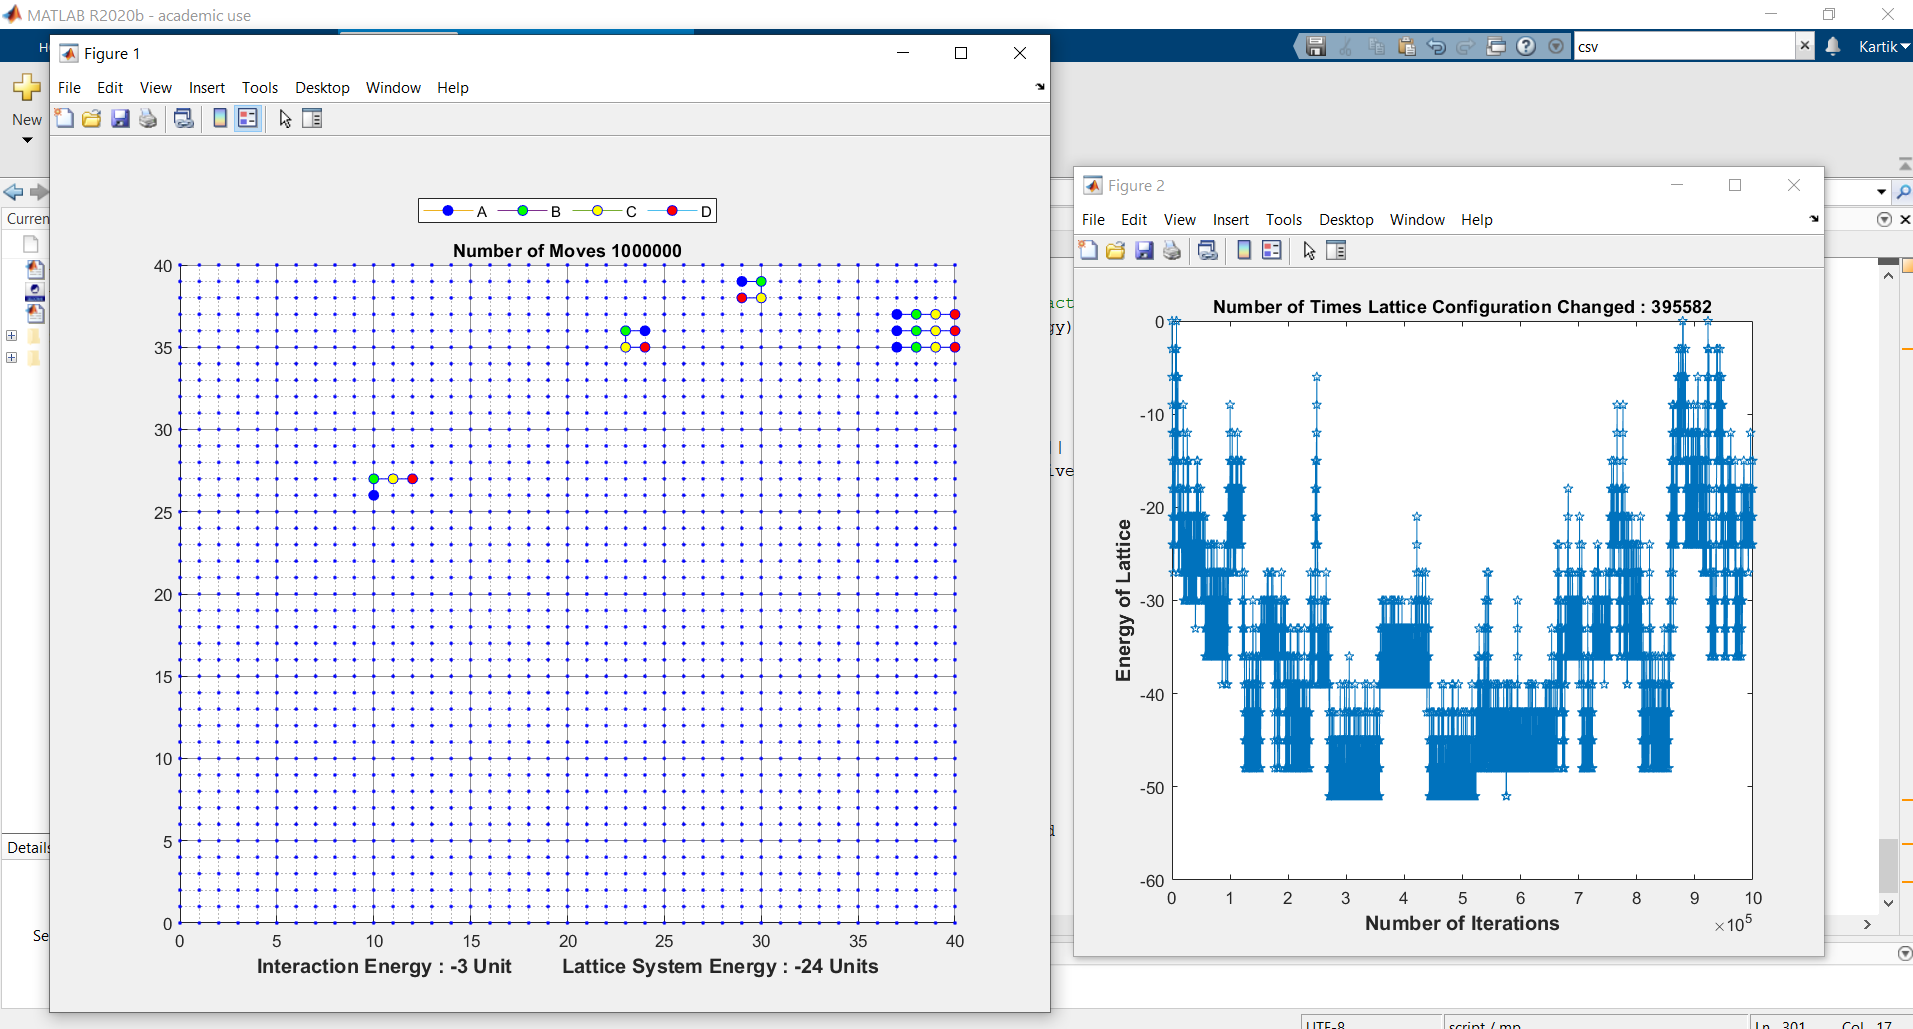 MATLAB R2020b - academic use
H
csv
Kartik
New
Curren
Details
Se
Figure 1
File Edit View Insert Tools Desktop Window Help
A B C D
Number of Moves 1000000
40
35
30
25
20
15
10
5
0
0 5 10 15 20 25 30 35 40
Interaction Energy : -3 Unit Lattice System Energy : -24 Units
act
gy)
||
ive
d
Figure 2
File Edit View Insert Tools Desktop Window Help
Number of Times Lattice Configuration Changed : 395582
Energy of Lattice
0
-10
-20
-30
-40
-50
-60
0 1 2 3 4 5 6 7 8 9 10
Number of Iterations
×10^5
UTF-8 script / mp Ln 301 Col 17